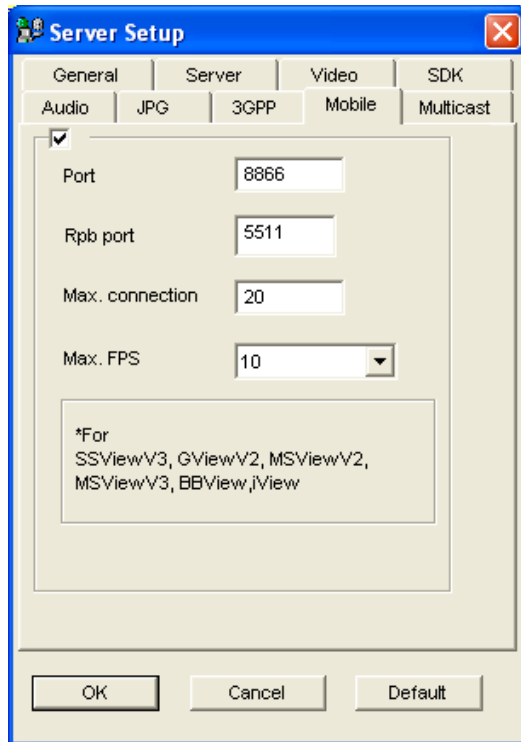 Server Setup
General Server Video SDK
Audio JPG 3GPP Mobile Multicast
Port 8866
Rpb port 5511
Max. connection 20
Max. FPS 10
*For
SSViewV3, GViewV2, MSViewV2,
MSViewV3, BBView,iView
OK Cancel Default